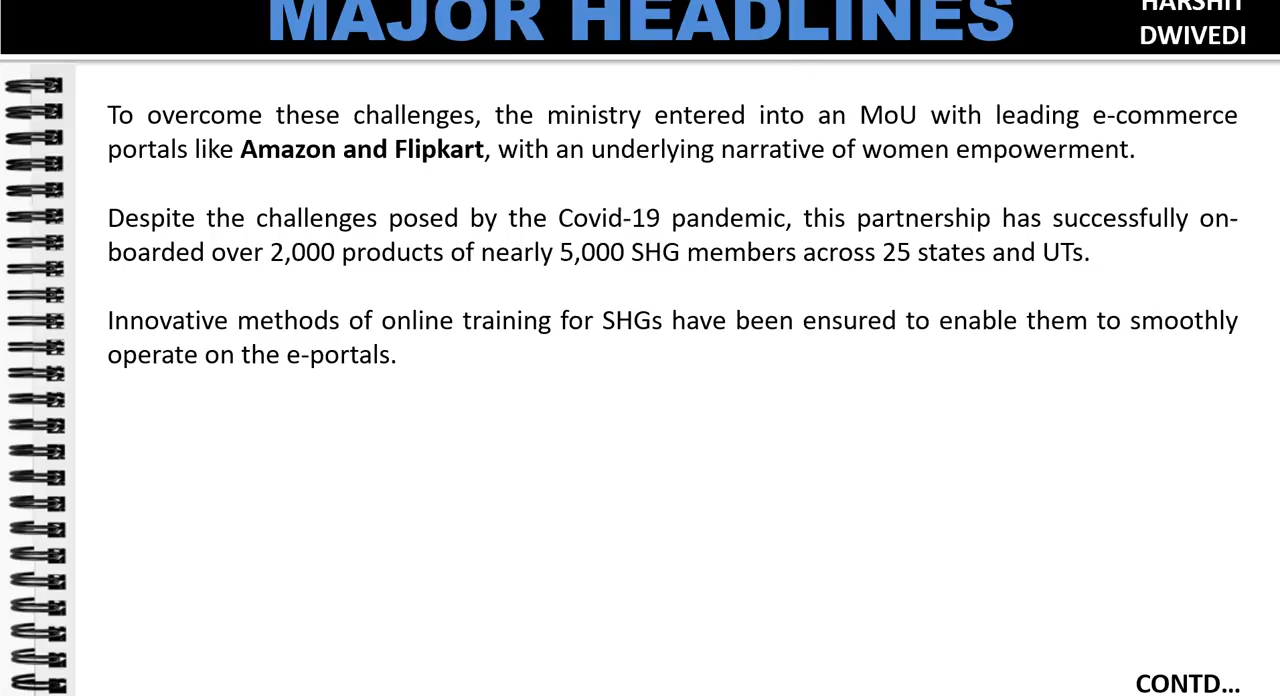 MAJOR HEADLINES
HARSHIT
DWIVEDI
To overcome these challenges, the ministry entered into an MoU with leading e-commerce
portals like Amazon and Flipkart, with an underlying narrative of women empowerment.
Despite the challenges posed by the Covid-19 pandemic, this partnership has successfully on-
boarded over 2,000 products of nearly 5,000 SHG members across 25 states and UTs.
Innovative methods of online training for SHGs have been ensured to enable them to smoothly
operate on the e-portals.
CONTD...